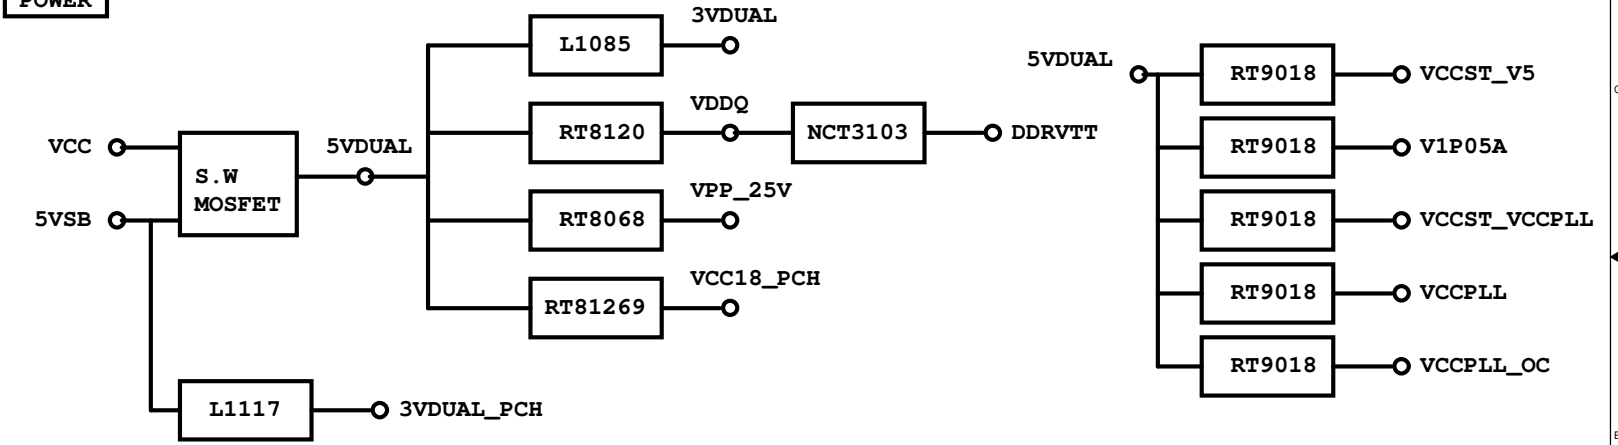 POWER
VCC
5VSB
S.W
MOSFET
5VDUAL
L1085
3VDUAL
RT8120
VDDQ
NCT3103
DDRVTT
RT8068
VPP_25V
RT81269
VCC18_PCH
L1117
3VDUAL_PCH
5VDUAL
RT9018
VCCST_V5
RT9018
V1P05A
RT9018
VCCST_VCCPLL
RT9018
VCCPLL
RT9018
VCCPLL_OC